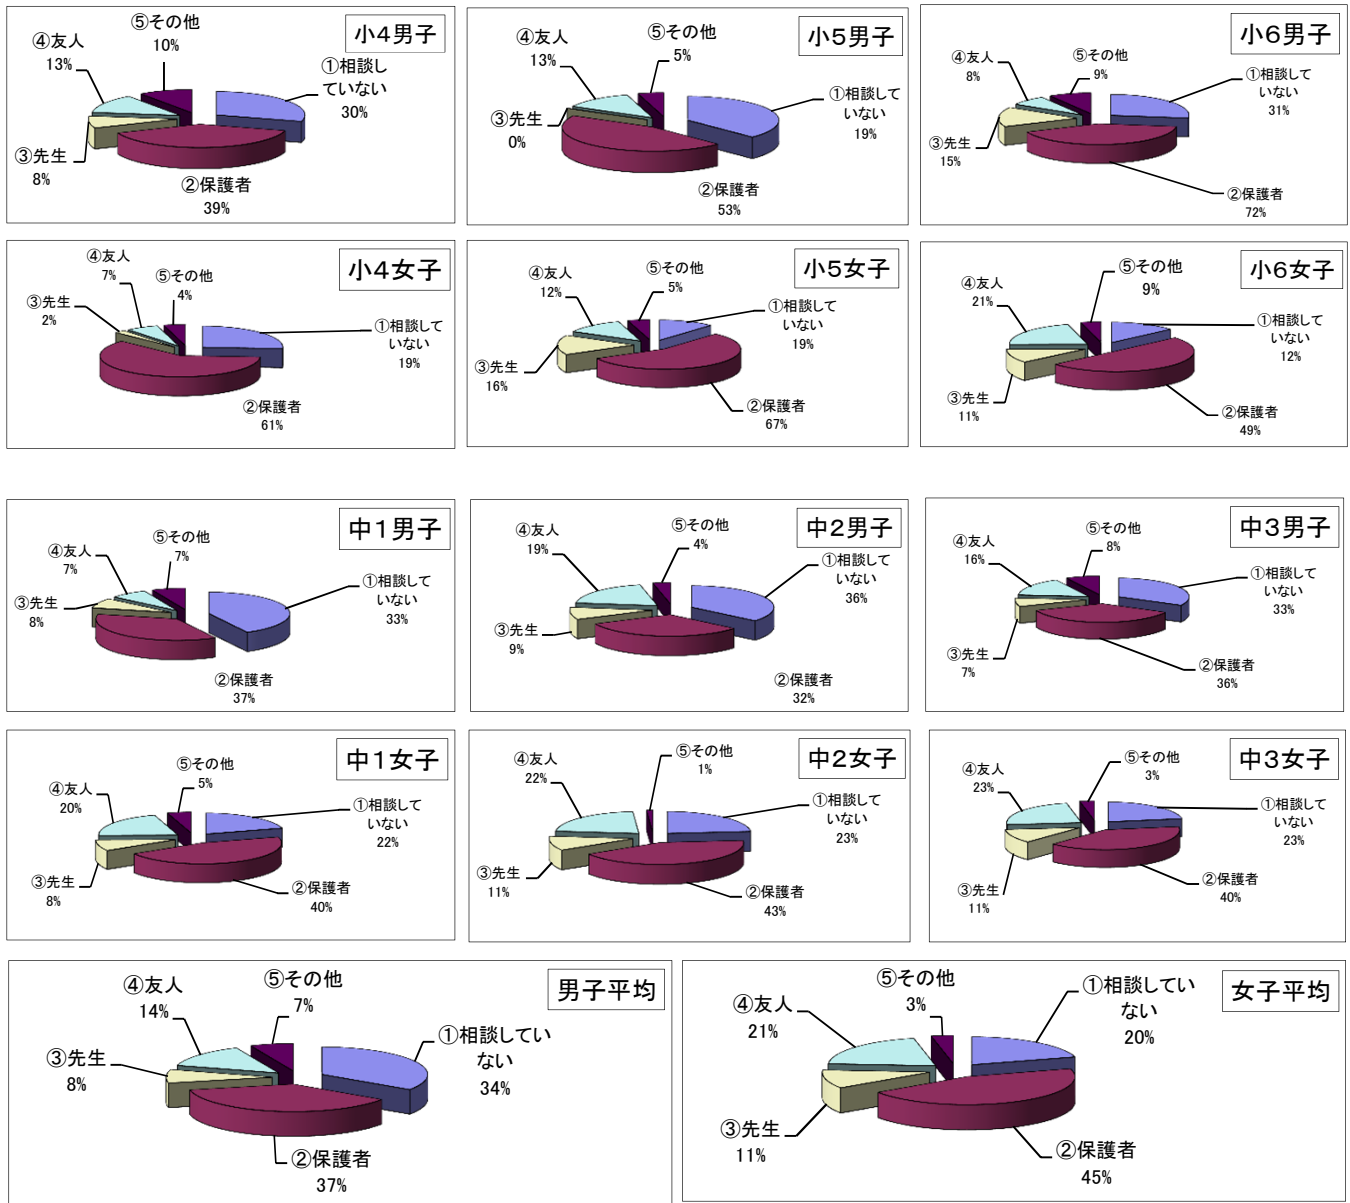 小4男子
⑤その他
10%
④友人
13%
①相談し
ていない
30%
③先生
8%
②保護者
39%
小5男子
⑤その他
5%
④友人
13%
①相談して
いない
19%
③先生
0%
②保護者
53%
小6男子
⑤その他
9%
④友人
8%
①相談して
いない
31%
③先生
15%
②保護者
72%
小4女子
④友人
7%
⑤その他
4%
③先生
2%
①相談して
いない
19%
②保護者
61%
小5女子
④友人
12%
⑤その他
5%
①相談して
いない
19%
③先生
16%
②保護者
67%
小6女子
⑤その他
9%
④友人
21%
①相談して
いない
12%
③先生
11%
②保護者
49%
中1男子
⑤その他
7%
④友人
7%
①相談して
いない
33%
③先生
8%
②保護者
37%
中2男子
④友人
19%
⑤その他
4%
①相談して
いない
36%
③先生
9%
②保護者
32%
中3男子
④友人
16%
⑤その他
8%
①相談して
いない
33%
③先生
7%
②保護者
36%
中1女子
⑤その他
5%
④友人
20%
①相談して
いない
22%
③先生
8%
②保護者
40%
中2女子
④友人
22%
⑤その他
1%
①相談して
いない
23%
③先生
11%
②保護者
43%
中3女子
⑤その他
3%
④友人
23%
①相談して
いない
23%
③先生
11%
②保護者
40%
男子平均
④友人
14%
⑤その他
7%
①相談してい
ない
34%
③先生
8%
②保護者
37%
女子平均
⑤その他
3%
④友人
21%
①相談してい
ない
20%
③先生
11%
②保護者
45%